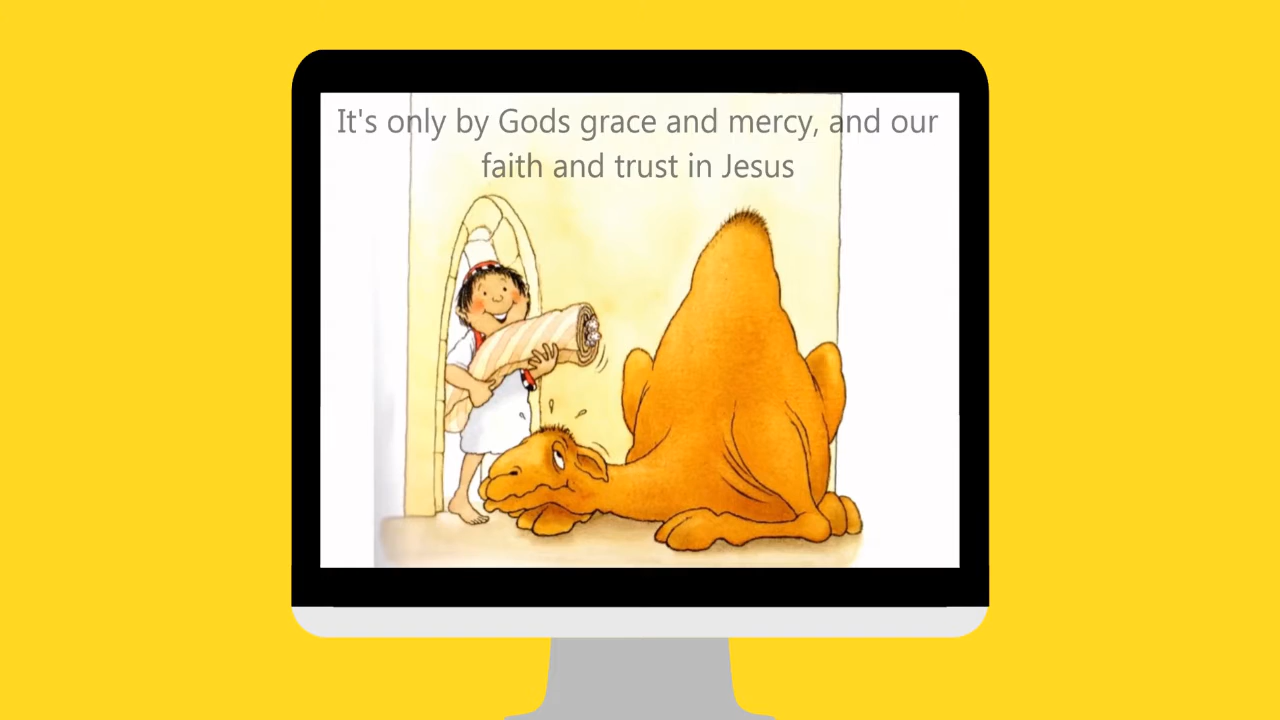 It's only by Gods grace and mercy, and our
faith and trust in Jesus